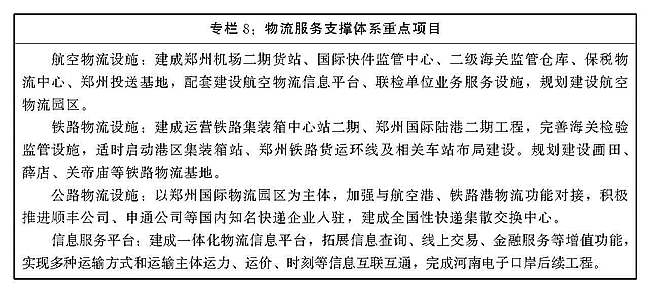 专栏 8：物流服务支撑体系重点项目
航空物流设施：建成郑州机场二期货站、国际快件监管中心、二级海关监管仓库、保税物
流中心、郑州投送基地，配套建设航空物流信息平台、联检单位业务服务设施，规划建设航空
物流园区。
铁路物流设施：建成运营铁路集装箱中心站二期、郑州国际陆港二期工程，完善海关检验
监管设施，适时启动港区集装箱站、郑州铁路货运环线及相关车站布局建设。规划建设圃田、
薛店、关帝庙等铁路物流基地。
公路物流设施：以郑州国际物流园区为主体，加强与航空港、铁路港物流功能对接，积极
推进顺丰公司、申通公司等国内知名快递企业入驻，建成全国性快递集散交换中心。
信息服务平台：建成一体化物流信息平台，拓展信息查询、线上交易、金融服务等增值功能，
实现多种运输方式和运输主体运力、运价、时刻等信息互联互通，完成河南电子口岸后续工程。